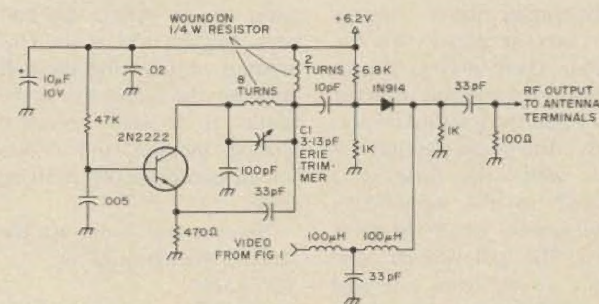 WOUND ON
1/4 W RESISTOR
+6.2V
+
10µF
10V
.02
8
TURNS
2
TURNS
6.8K
10pF
1N914
33pF
RF OUTPUT
TO ANTENNA
TERMINALS
47K
2N2222
C1
3-13pF
ERIE
TRIM-
MER
1K
1K
100Ω
100pF
.005
33pF
470Ω
VIDEO
FROM FIG 1
100µH
100µH
33pF